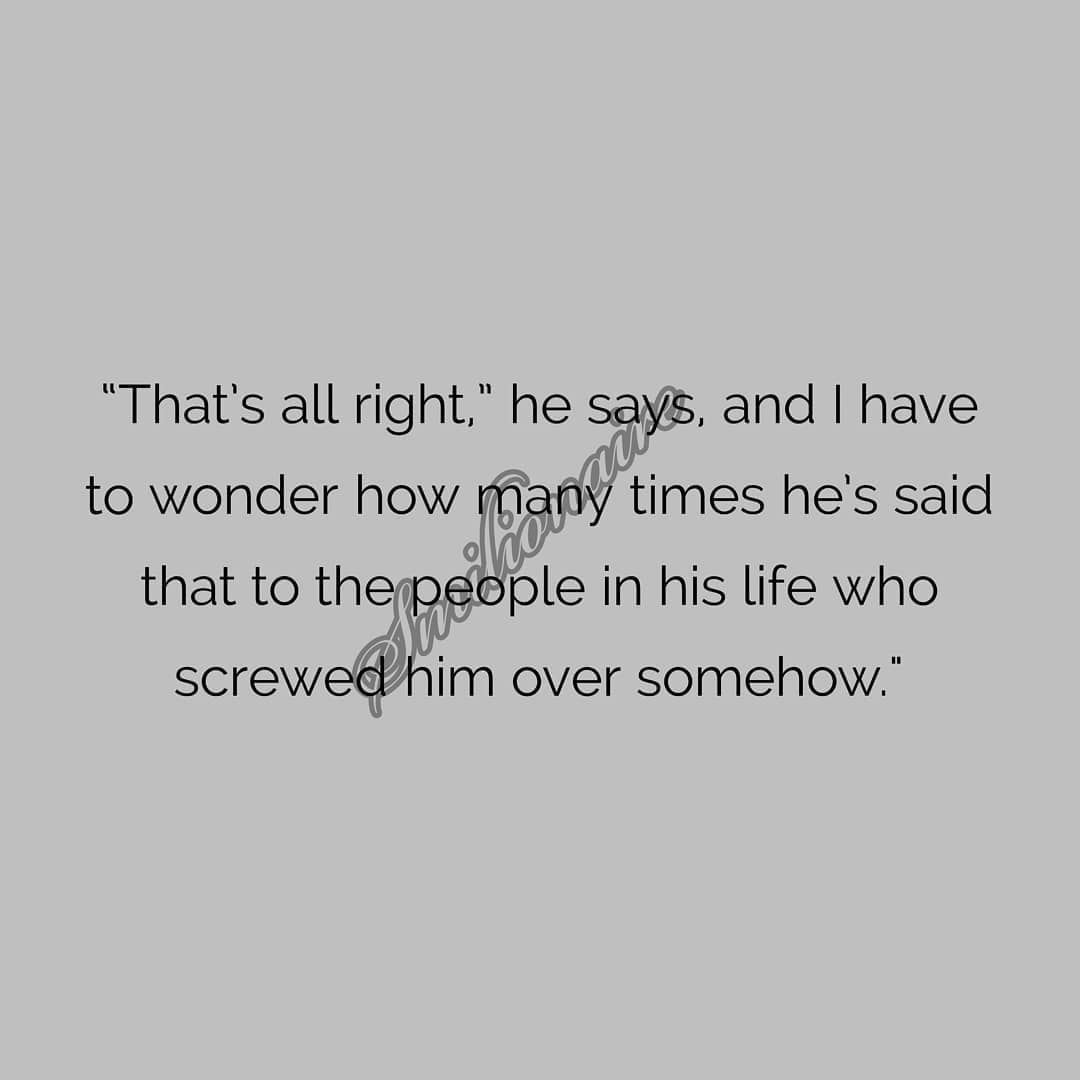 “That’s all right,” he says, and I have
to wonder how many times he’s said
that to the people in his life who
screwed him over somehow."